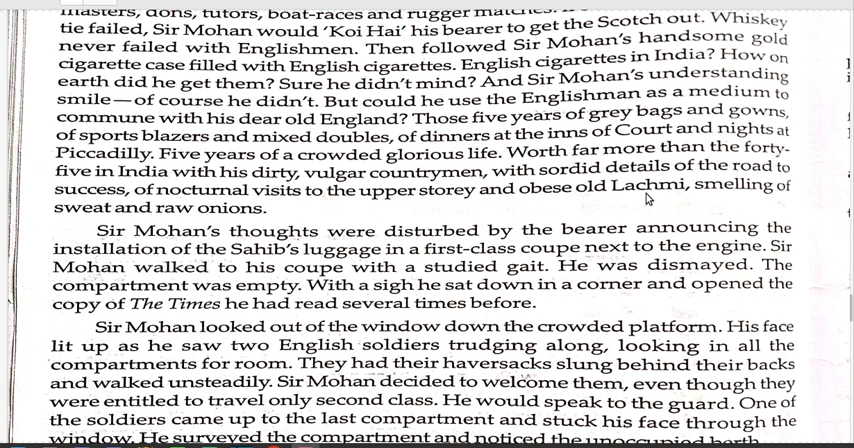 masters, dons, tutors, boat-races and rugger matches.
tie failed, Sir Mohan would ‘Koi Hai’ his bearer to get the Scotch out. Whiskey
never failed with Englishmen. Then followed Sir Mohan’s handsome gold
cigarette case filled with English cigarettes. English cigarettes in India? How on
earth did he get them? Sure he didn’t mind? And Sir Mohan’s understanding
smile—of course he didn’t. But could he use the Englishman as a medium to
commune with his dear old England? Those five years of grey bags and gowns,
of sports blazers and mixed doubles, of dinners at the inns of Court and nights at
Piccadilly. Five years of a crowded glorious life. Worth far more than the forty-
five in India with his dirty, vulgar countrymen, with sordid details of the road to
success, of nocturnal visits to the upper storey and obese old Lachmi, smelling of
sweat and raw onions.
Sir Mohan’s thoughts were disturbed by the bearer announcing the
installation of the Sahib’s luggage in a first-class coupe next to the engine. Sir
Mohan walked to his coupe with a studied gait. He was dismayed. The
compartment was empty. With a sigh he sat down in a corner and opened the
copy of The Times he had read several times before.
Sir Mohan looked out of the window down the crowded platform. His face
lit up as he saw two English soldiers trudging along, looking in all the
compartments for room. They had their haversacks slung behind their backs
and walked unsteadily. Sir Mohan decided to welcome them, even though they
were entitled to travel only second class. He would speak to the guard. One of
the soldiers came up to the last compartment and stuck his face through the
window. He surveyed the compartment and noticed the unoccupied berth